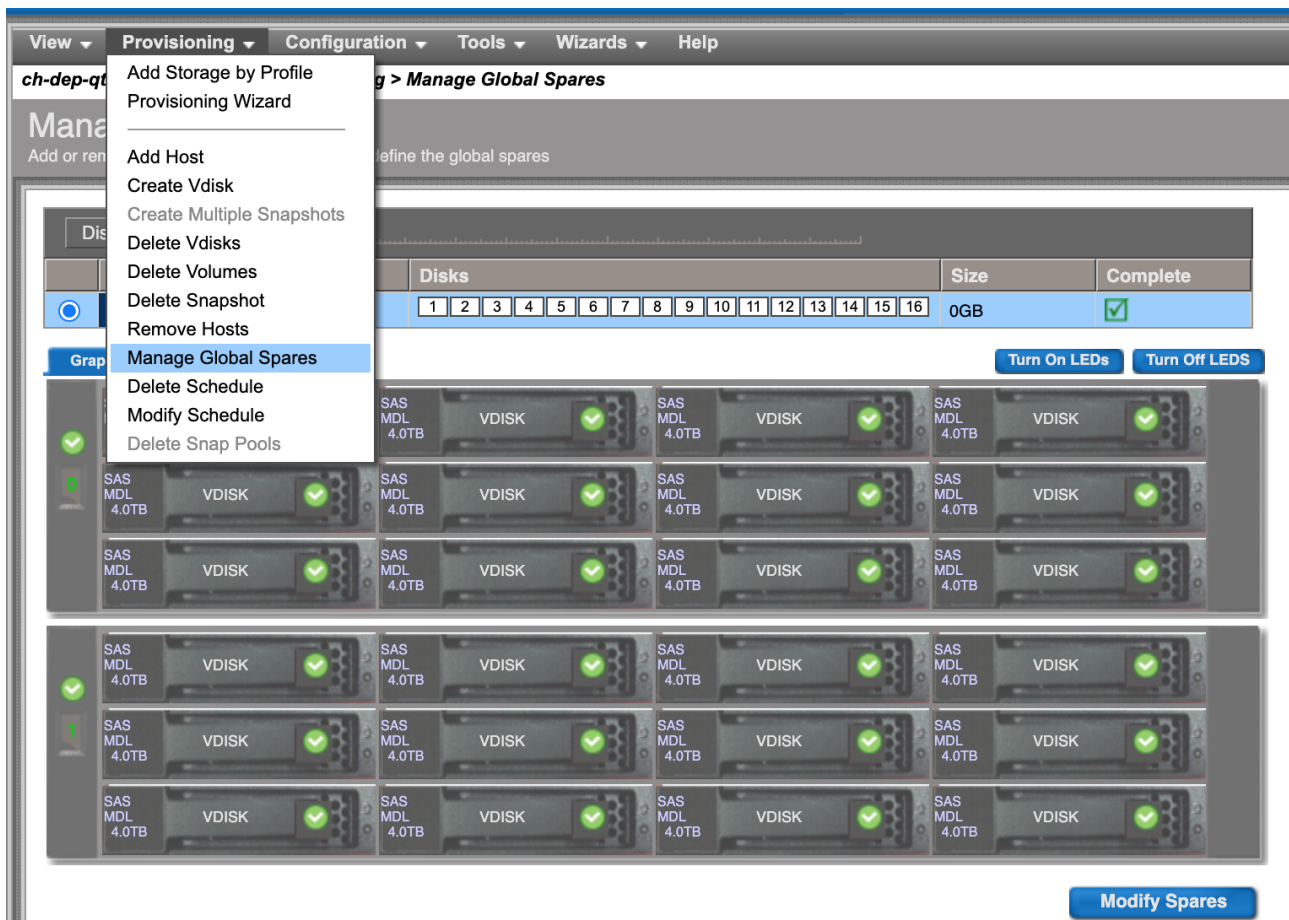 View Provisioning Configuration Tools Wizards Help
ch-dep-qt g > Manage Global Spares
Add Storage by Profile
Provisioning Wizard
Mana
Add or ren efine the global spares
Add Host
Create Vdisk
Create Multiple Snapshots
Delete Vdisks
Delete Volumes
Delete Snapshot
Remove Hosts
Manage Global Spares
Delete Schedule
Modify Schedule
Delete Snap Pools
Dis
Disks Size Complete
1 2 3 4 5 6 7 8 9 10 11 12 13 14 15 16 0GB
Grap Turn On LEDs Turn Off LEDS
SAS SAS SAS
MDL VDISK MDL VDISK MDL VDISK
4.0TB 4.0TB 4.0TB
0
SAS SAS SAS SAS
MDL VDISK MDL VDISK MDL VDISK MDL VDISK
4.0TB 4.0TB 4.0TB 4.0TB
SAS SAS SAS SAS
MDL VDISK MDL VDISK MDL VDISK MDL VDISK
4.0TB 4.0TB 4.0TB 4.0TB
SAS SAS SAS SAS
MDL VDISK MDL VDISK MDL VDISK MDL VDISK
4.0TB 4.0TB 4.0TB 4.0TB
1
SAS SAS SAS SAS
MDL VDISK MDL VDISK MDL VDISK MDL VDISK
4.0TB 4.0TB 4.0TB 4.0TB
SAS SAS SAS SAS
MDL VDISK MDL VDISK MDL VDISK MDL VDISK
4.0TB 4.0TB 4.0TB 4.0TB
Modify Spares